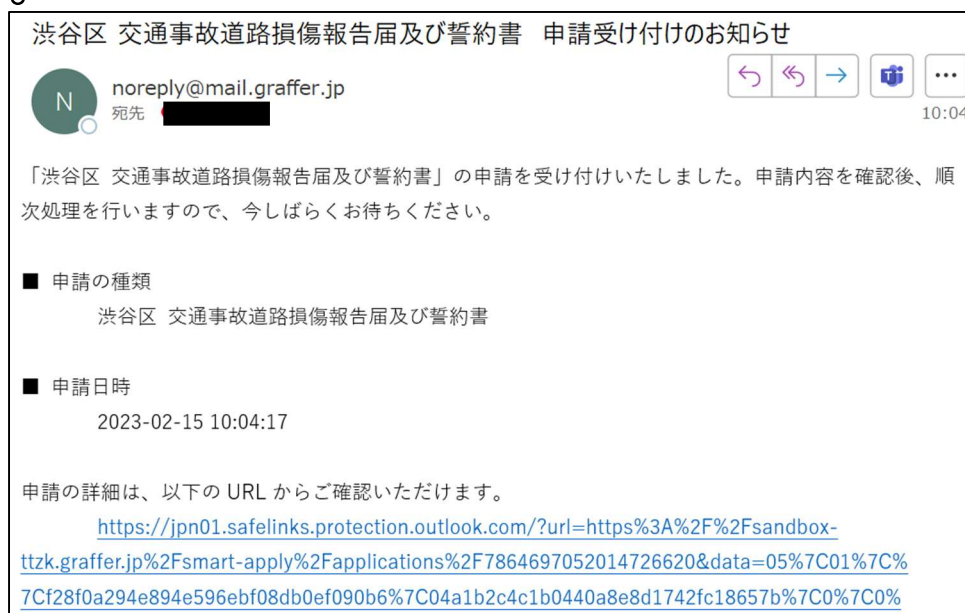 渋谷区 交通事故道路損傷報告届及び誓約書　申請受け付けのお知らせ
N
noreply@mail.graffer.jp
宛先
10:04
「渋谷区 交通事故道路損傷報告届及び誓約書」の申請を受け付けいたしました。申請内容を確認後、順
次処理を行いますので、今しばらくお待ちください。
■ 申請の種類
渋谷区 交通事故道路損傷報告届及び誓約書
■ 申請日時
2023-02-15 10:04:17
申請の詳細は、以下の URL からご確認いただけます。
https://jpn01.safelinks.protection.outlook.com/?url=https%3A%2F%2Fsandbox-
ttzk.graffer.jp%2Fsmart-apply%2Fapplications%2F7864697052014726620&data=05%7C01%7C%
7Cf28f0a294e894e596ebf08db0ef090b6%7C04a1b2c4c1b0440a8e8d1742fc18657b%7C0%7C0%